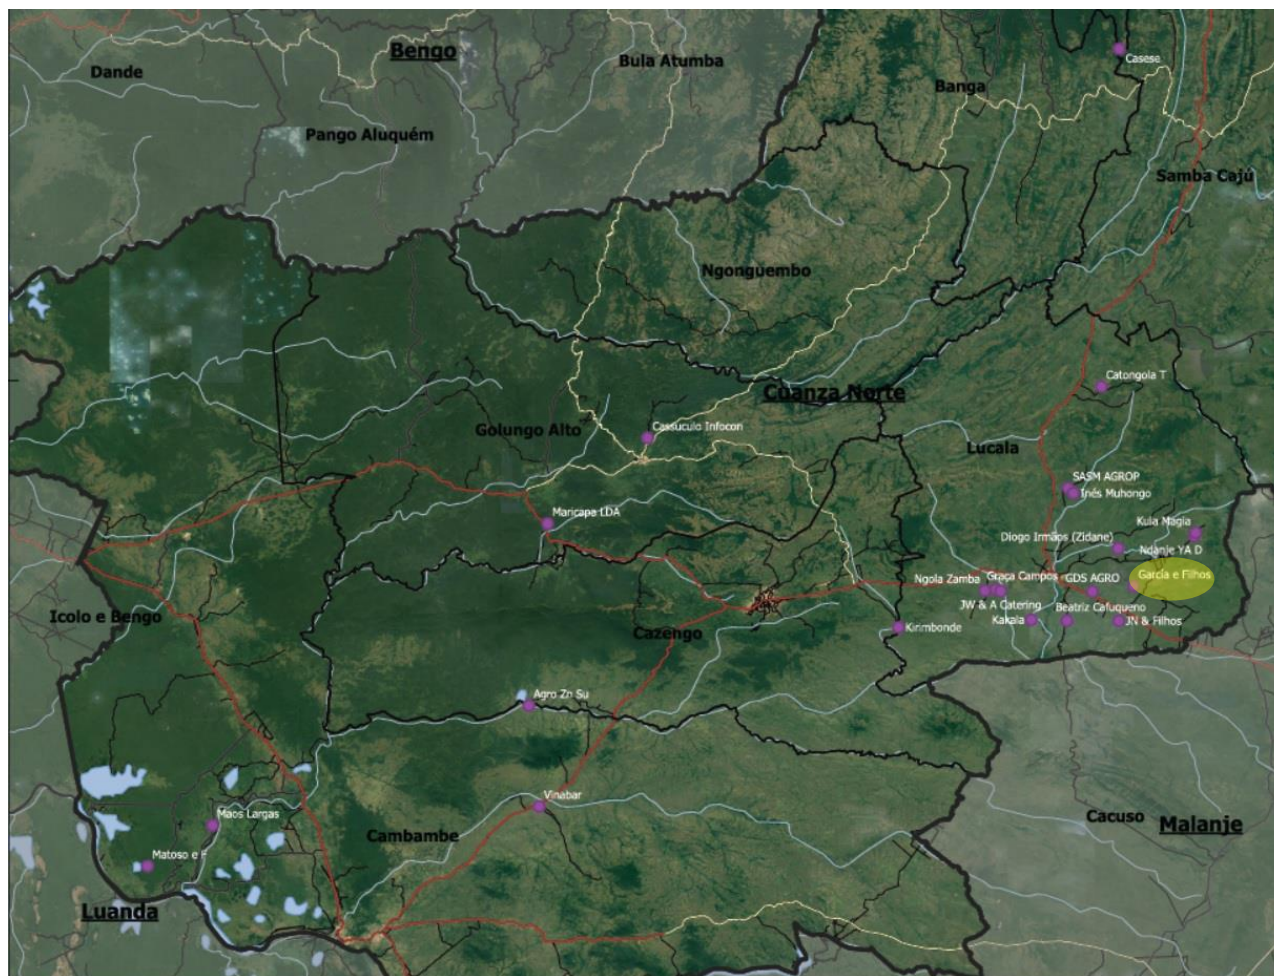 Bengo
Bula Atumba
Casese
Dande
Banga
Pango Aluquém
Samba Cajú
Ngonguembo
Catongola T
Cuanza Norte
Golungo Alto
Cassuculo Infocon
Lucala
SASM AGROP
Inês Muhongo
Maricapa LDA
Kula Magia
Diogo Irmãos (Zidane)
Ndanje YA D
Ngola Zamba
Graça Campos
GDS AGRO
García e Filhos
JW & A Catering
Beatriz Cafuqueno
Icolo e Bengo
Kakala
JN & Filhos
Cazengo
Kirimbonde
Agro Zn Su
Vinabar
Maos Largas
Cambambe
Cacuso
Malanje
Matoso e F
Luanda